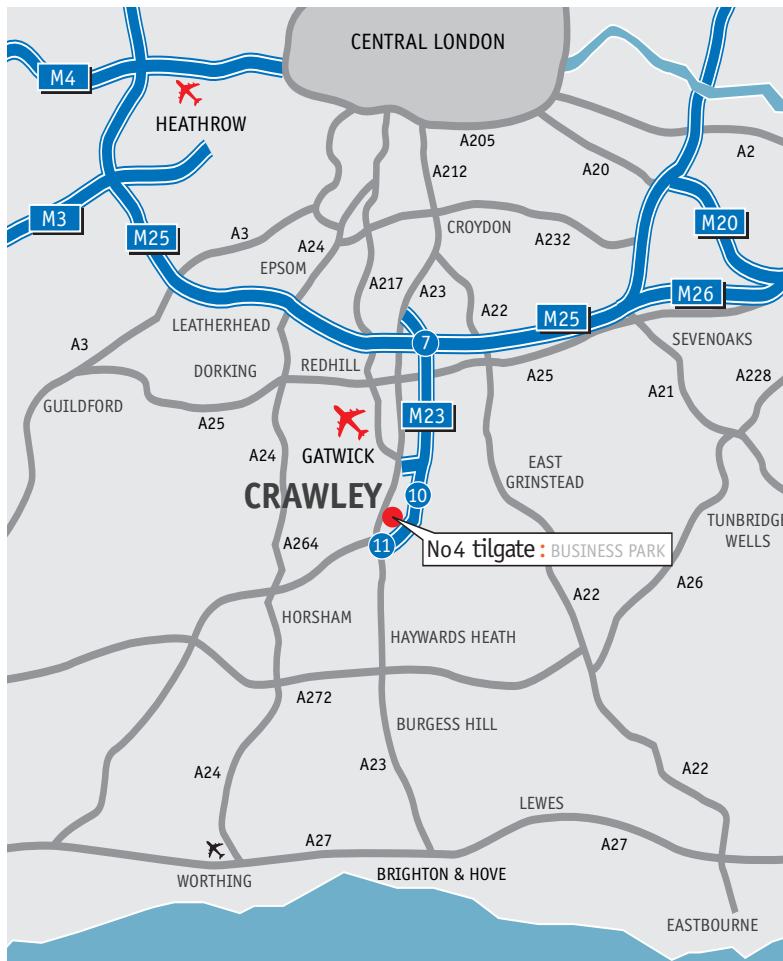 CENTRAL LONDON
M4
HEATHROW
A205
A2
A212
A20
M3
M25
A3
A24
CROYDON
A232
M20
EPSOM
A217
A23
A22
M26
M25
LEATHERHEAD
7
SEVENOAKS
A3
DORKING
REDHILL
A25
A228
GUILDFORD
A21
A25
M23
A24
GATWICK
EAST
GRINSTEAD
CRAWLEY
10
TUNBRIDGE
WELLS
A264
11
No4 tilgate : BUSINESS PARK
A26
A22
HORSHAM
HAYWARDS HEATH
A272
BURGESS HILL
A24
A23
A22
LEWES
A27
A27
WORTHING
BRIGHTON & HOVE
EASTBOURNE